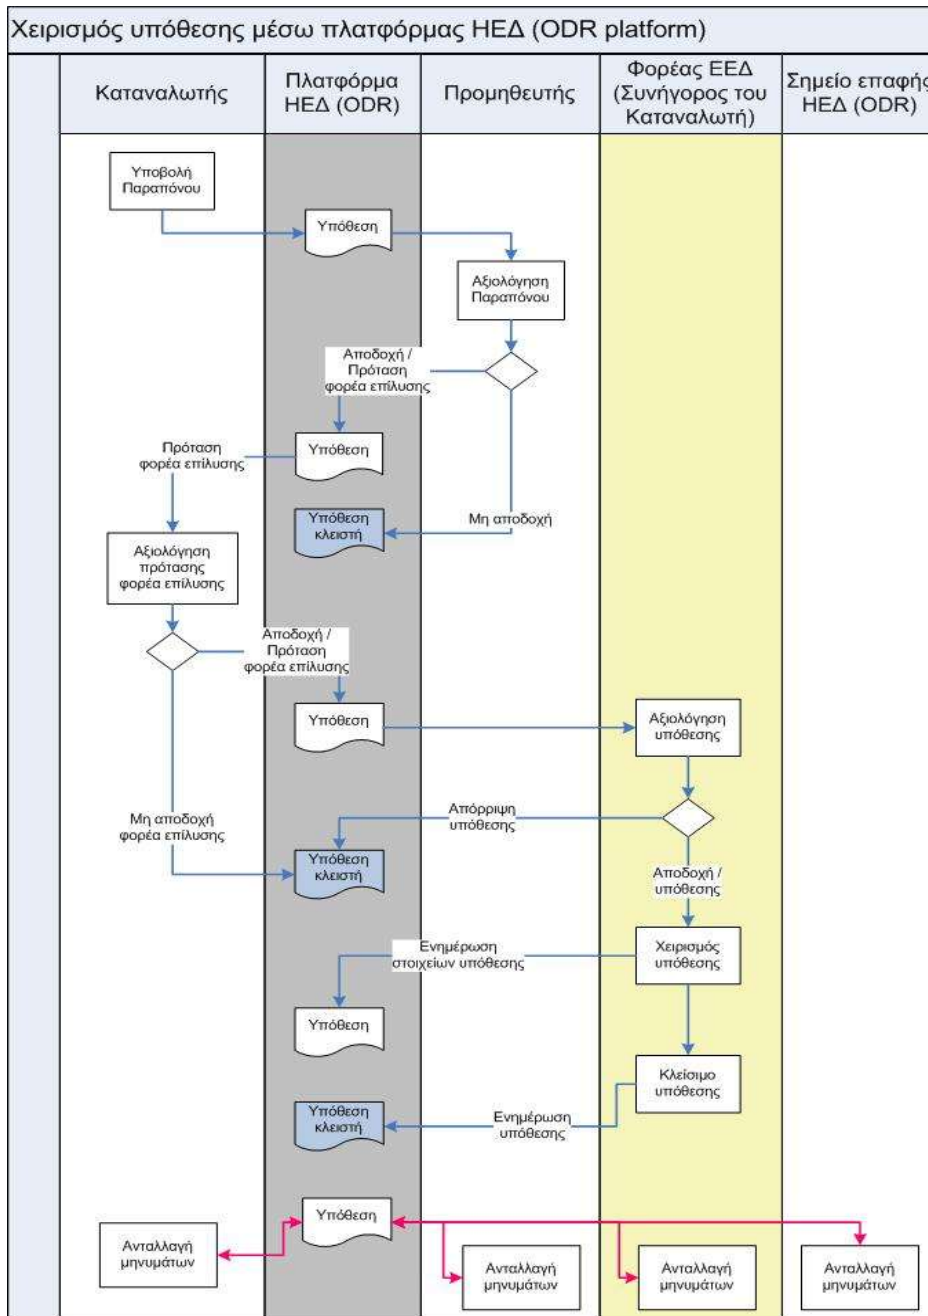 Χειρισμός υπόθεσης μέσω πλατφόρμας ΗΕΔ (ODR platform)
Καταναλωτής
Πλατφόρμα
ΗΕΔ (ODR)
Προμηθευτής
Φορέας ΕΕΔ
(Συνήγορος του
Καταναλωτή)
Σημείο επαφής
ΗΕΔ (ODR)
Υποβολή
Παραπόνου
Υπόθεση
Αξιολόγηση
Παραπόνου
Αποδοχή /
Πρόταση
φορέα επίλυσης
Υπόθεση
Πρόταση
φορέα επίλυσης
Υπόθεση
κλειστή
Μη αποδοχή
Αξιολόγηση
πρότασης
φορέα επίλυσης
Αποδοχή /
Πρόταση
φορέα επίλυσης
Υπόθεση
Αξιολόγηση
υπόθεσης
Απόρριψη
υπόθεσης
Μη αποδοχή
φορέα επίλυσης
Υπόθεση
κλειστή
Αποδοχή /
υπόθεσης
Ενημέρωση
στοιχείων υπόθεσης
Χειρισμός
υπόθεσης
Υπόθεση
Κλείσιμο
υπόθεσης
Υπόθεση
κλειστή
Ενημέρωση
υπόθεσης
Υπόθεση
Ανταλλαγή
μηνυμάτων
Ανταλλαγή
μηνυμάτων
Ανταλλαγή
μηνυμάτων
Ανταλλαγή
μηνυμάτων